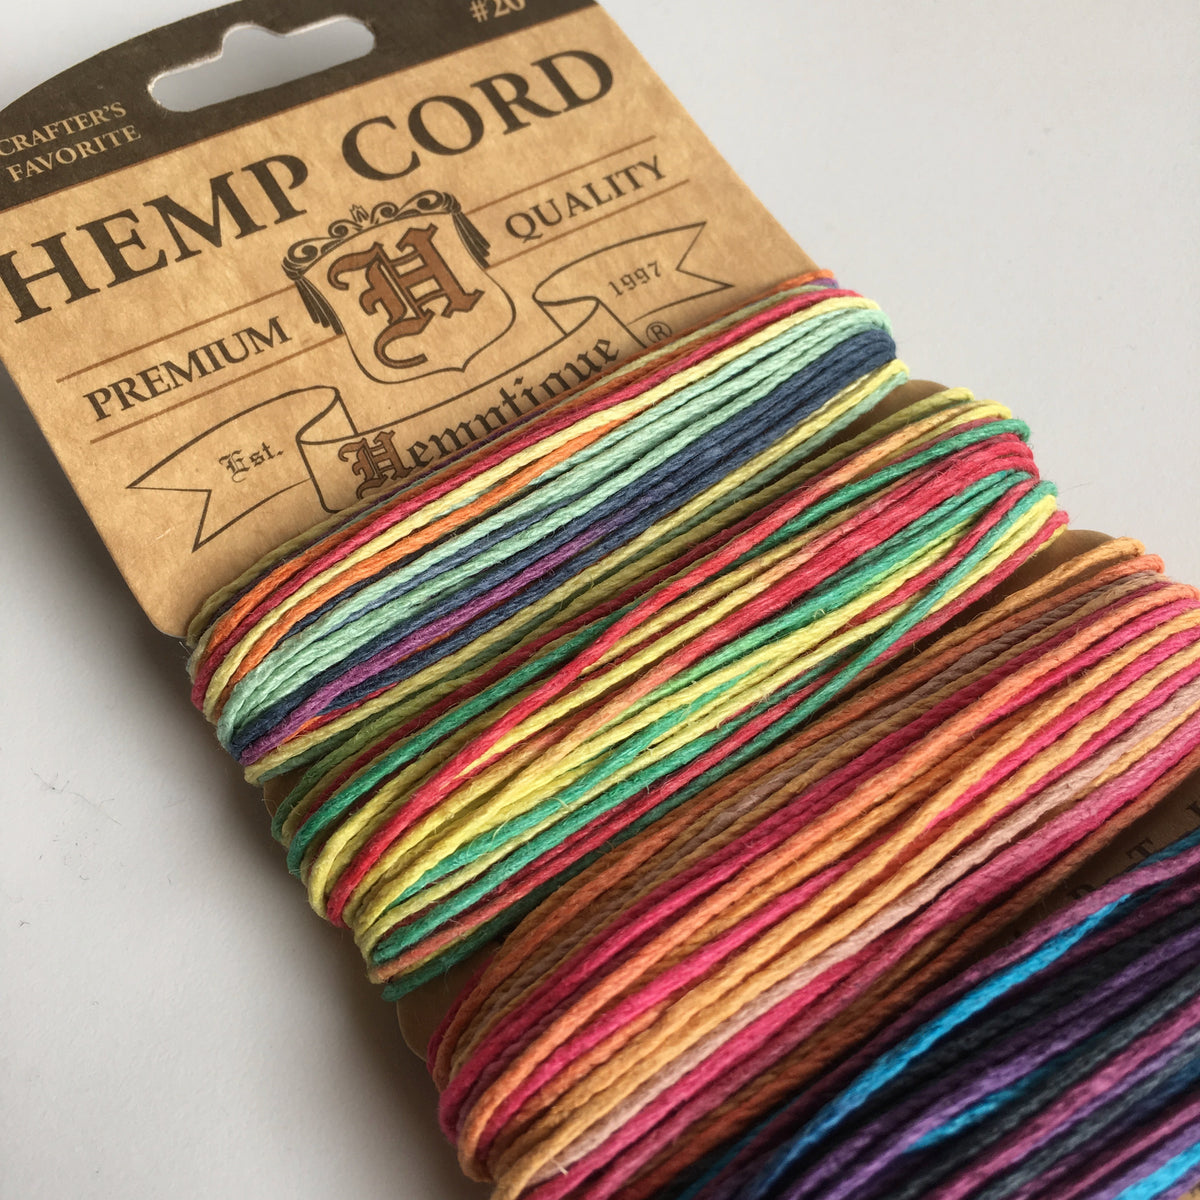 #20
CRAFTER'S
FAVORITE
HEMP CORD
PREMIUM QUALITY
H
Est. 1997
Hemptique®